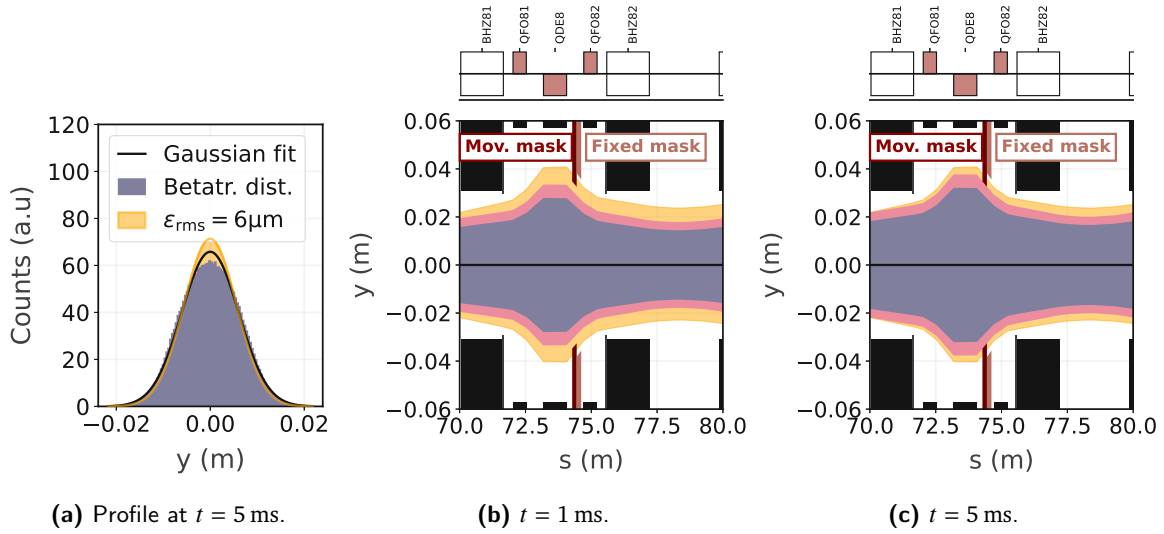 120
100
80
60
40
20
0
−0.02
0.00
0.02
Counts (a.u)
y (m)
Gaussian fit
Betatr. dist.
εrms = 6μm
(a) Profile at t = 5 ms.
BHZ81
QFO81
QDE8
QFO82
BHZ82
0.06
0.04
0.02
0.00
−0.02
−0.04
−0.06
y (m)
Mov. mask
Fixed mask
70.0
72.5
75.0
77.5
80.0
s (m)
(b) t = 1 ms.
BHZ81
QFO81
QDE8
QFO82
BHZ82
0.06
0.04
0.02
0.00
−0.02
−0.04
−0.06
y (m)
Mov. mask
Fixed mask
70.0
72.5
75.0
77.5
80.0
s (m)
(c) t = 5 ms.